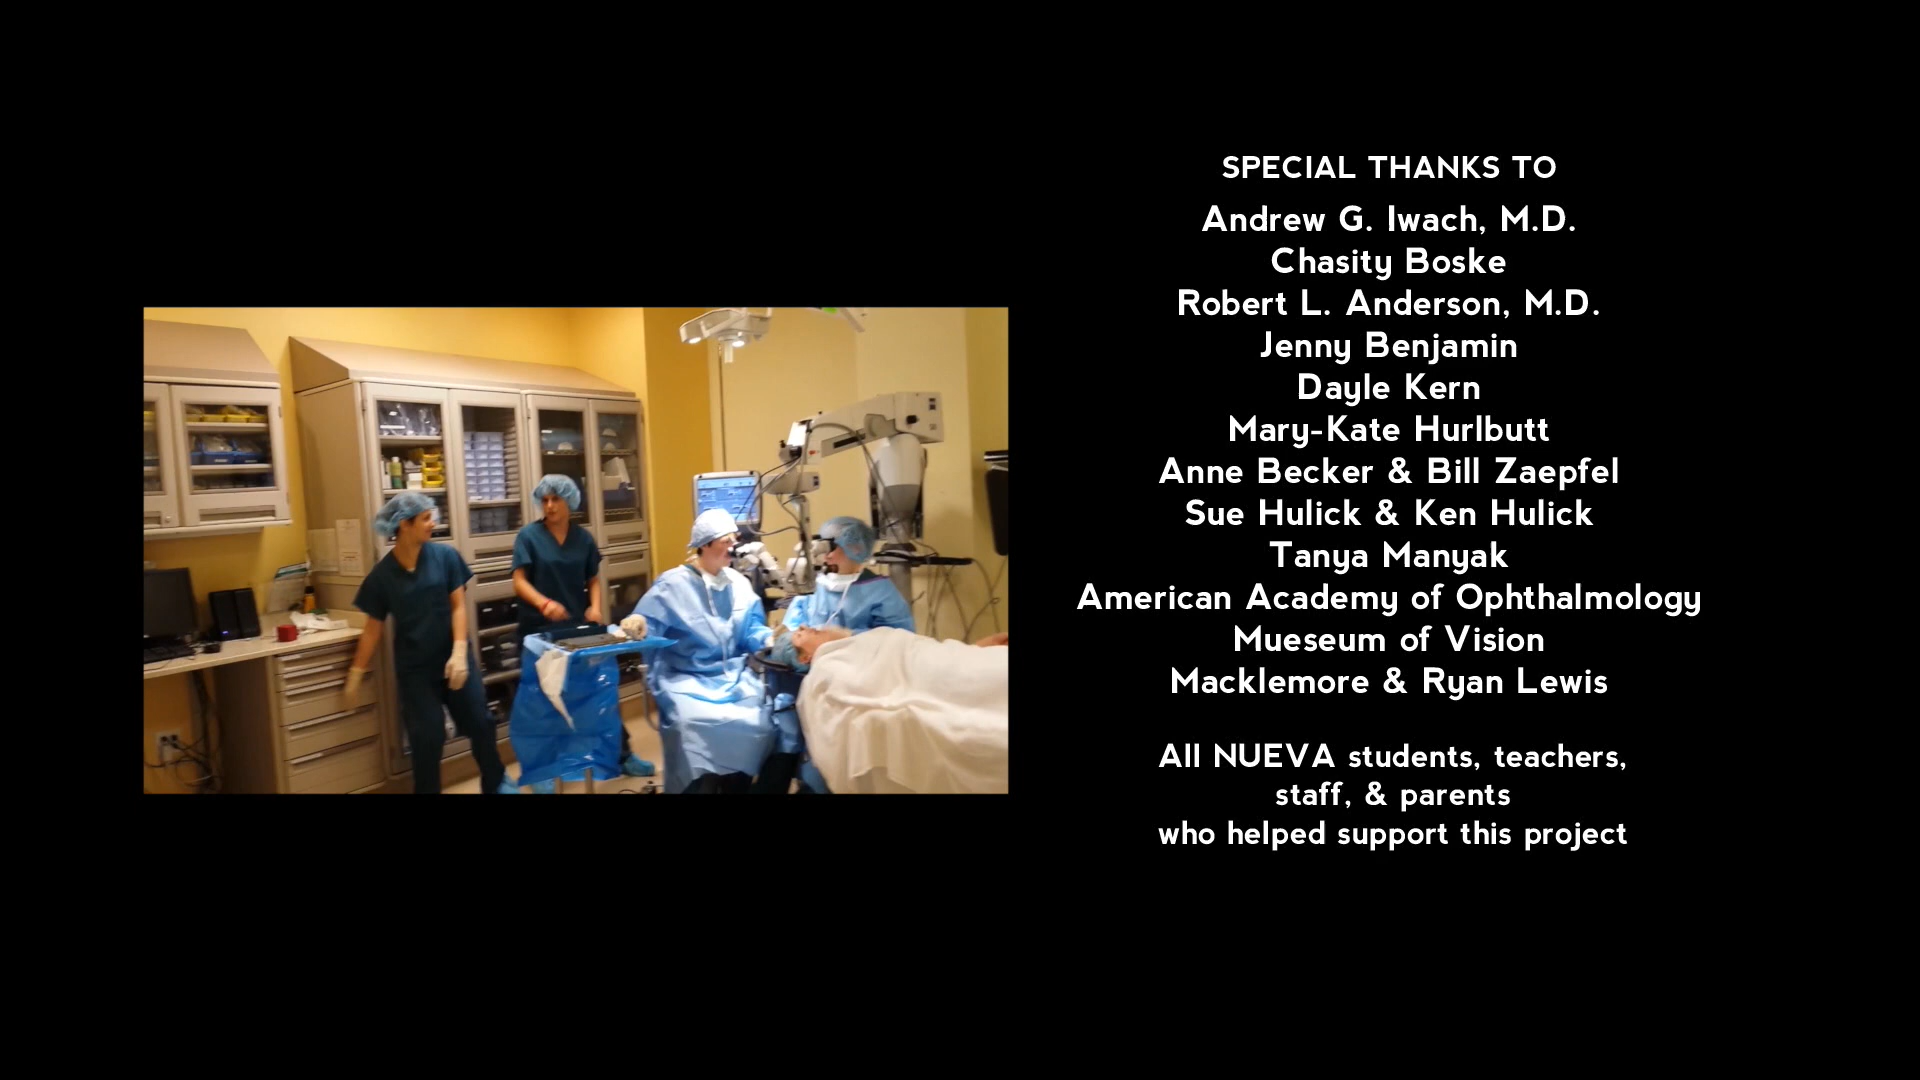 SPECIAL THANKS TO
Andrew G. Iwach, M.D.
Chasity Boske
Robert L. Anderson, M.D.
Jenny Benjamin
Dayle Kern
Mary-Kate Hurlbutt
Anne Becker & Bill Zaepfel
Sue Hulick & Ken Hulick
Tanya Manyak
American Academy of Ophthalmology
Mueseum of Vision
Macklemore & Ryan Lewis
All NUEVA students, teachers,
staff, & parents
who helped support this project